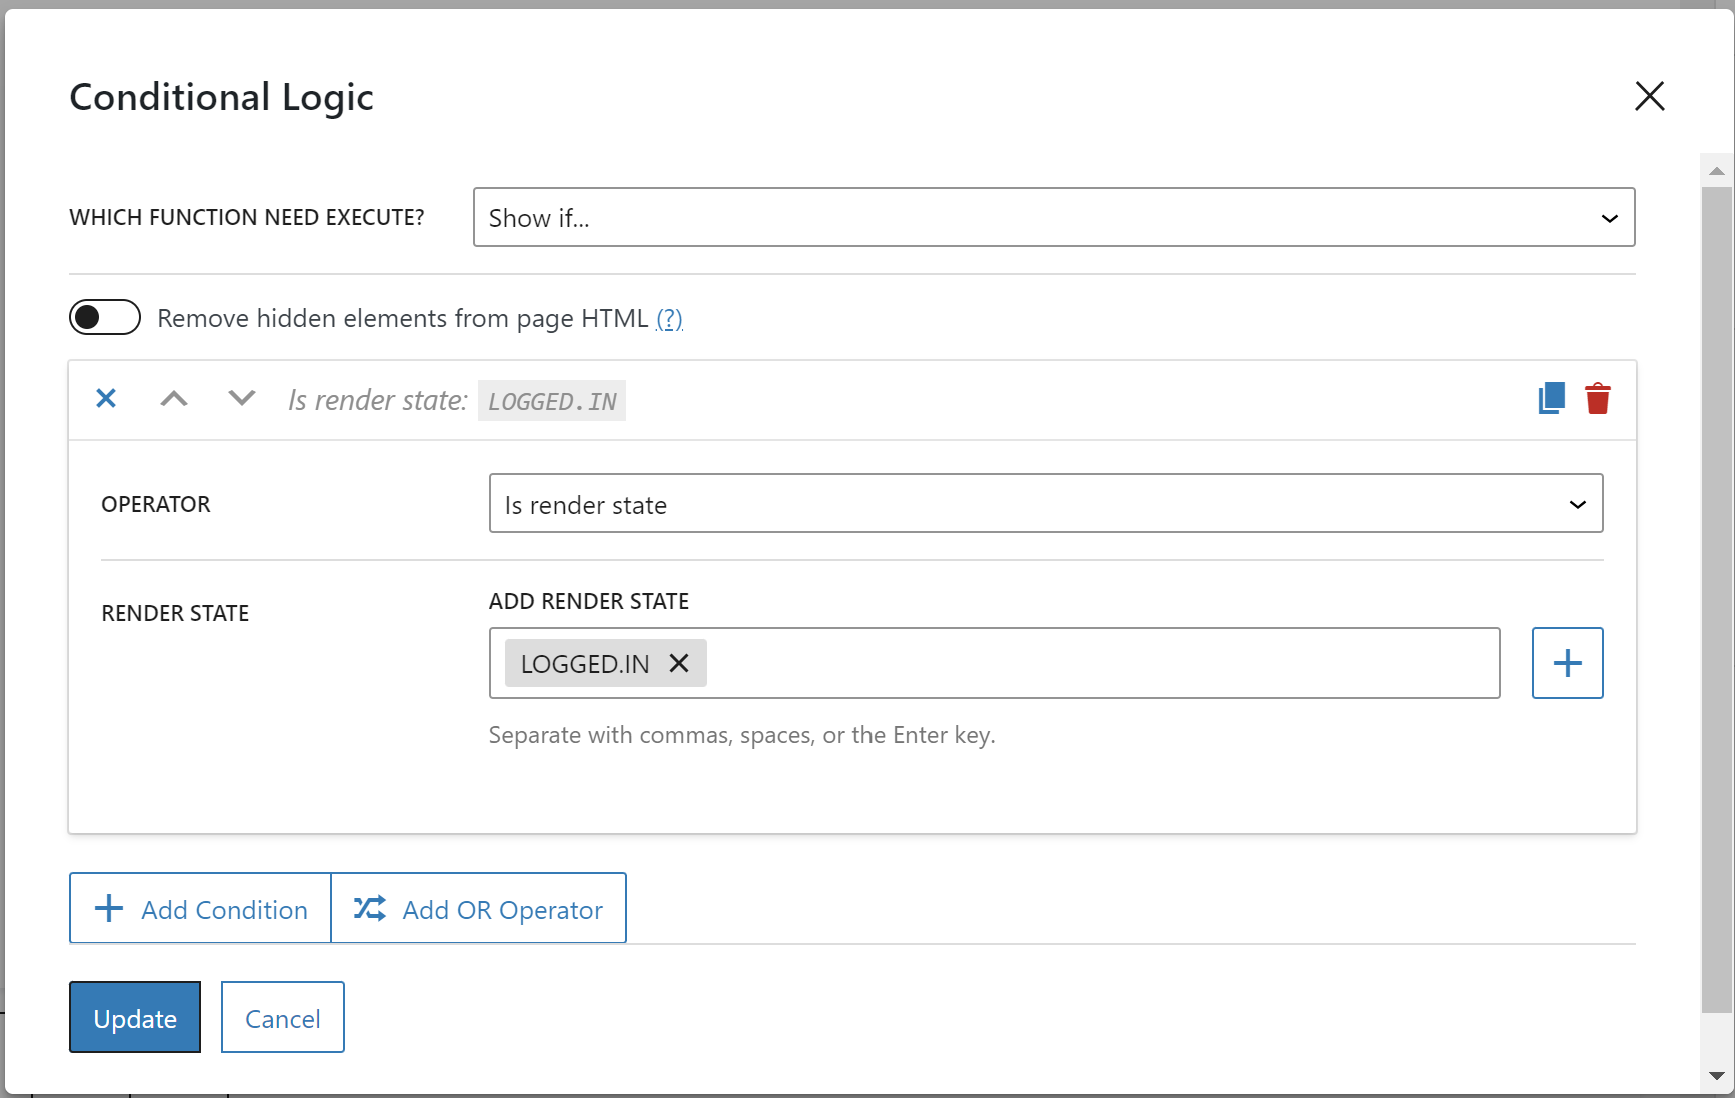 Conditional Logic
WHICH FUNCTION NEED EXECUTE?
Show if...
Remove hidden elements from page HTML (?)
Is render state: LOGGED.IN
OPERATOR
Is render state
RENDER STATE
ADD RENDER STATE
LOGGED.IN
Separate with commas, spaces, or the Enter key.
Add Condition
Add OR Operator
Update
Cancel